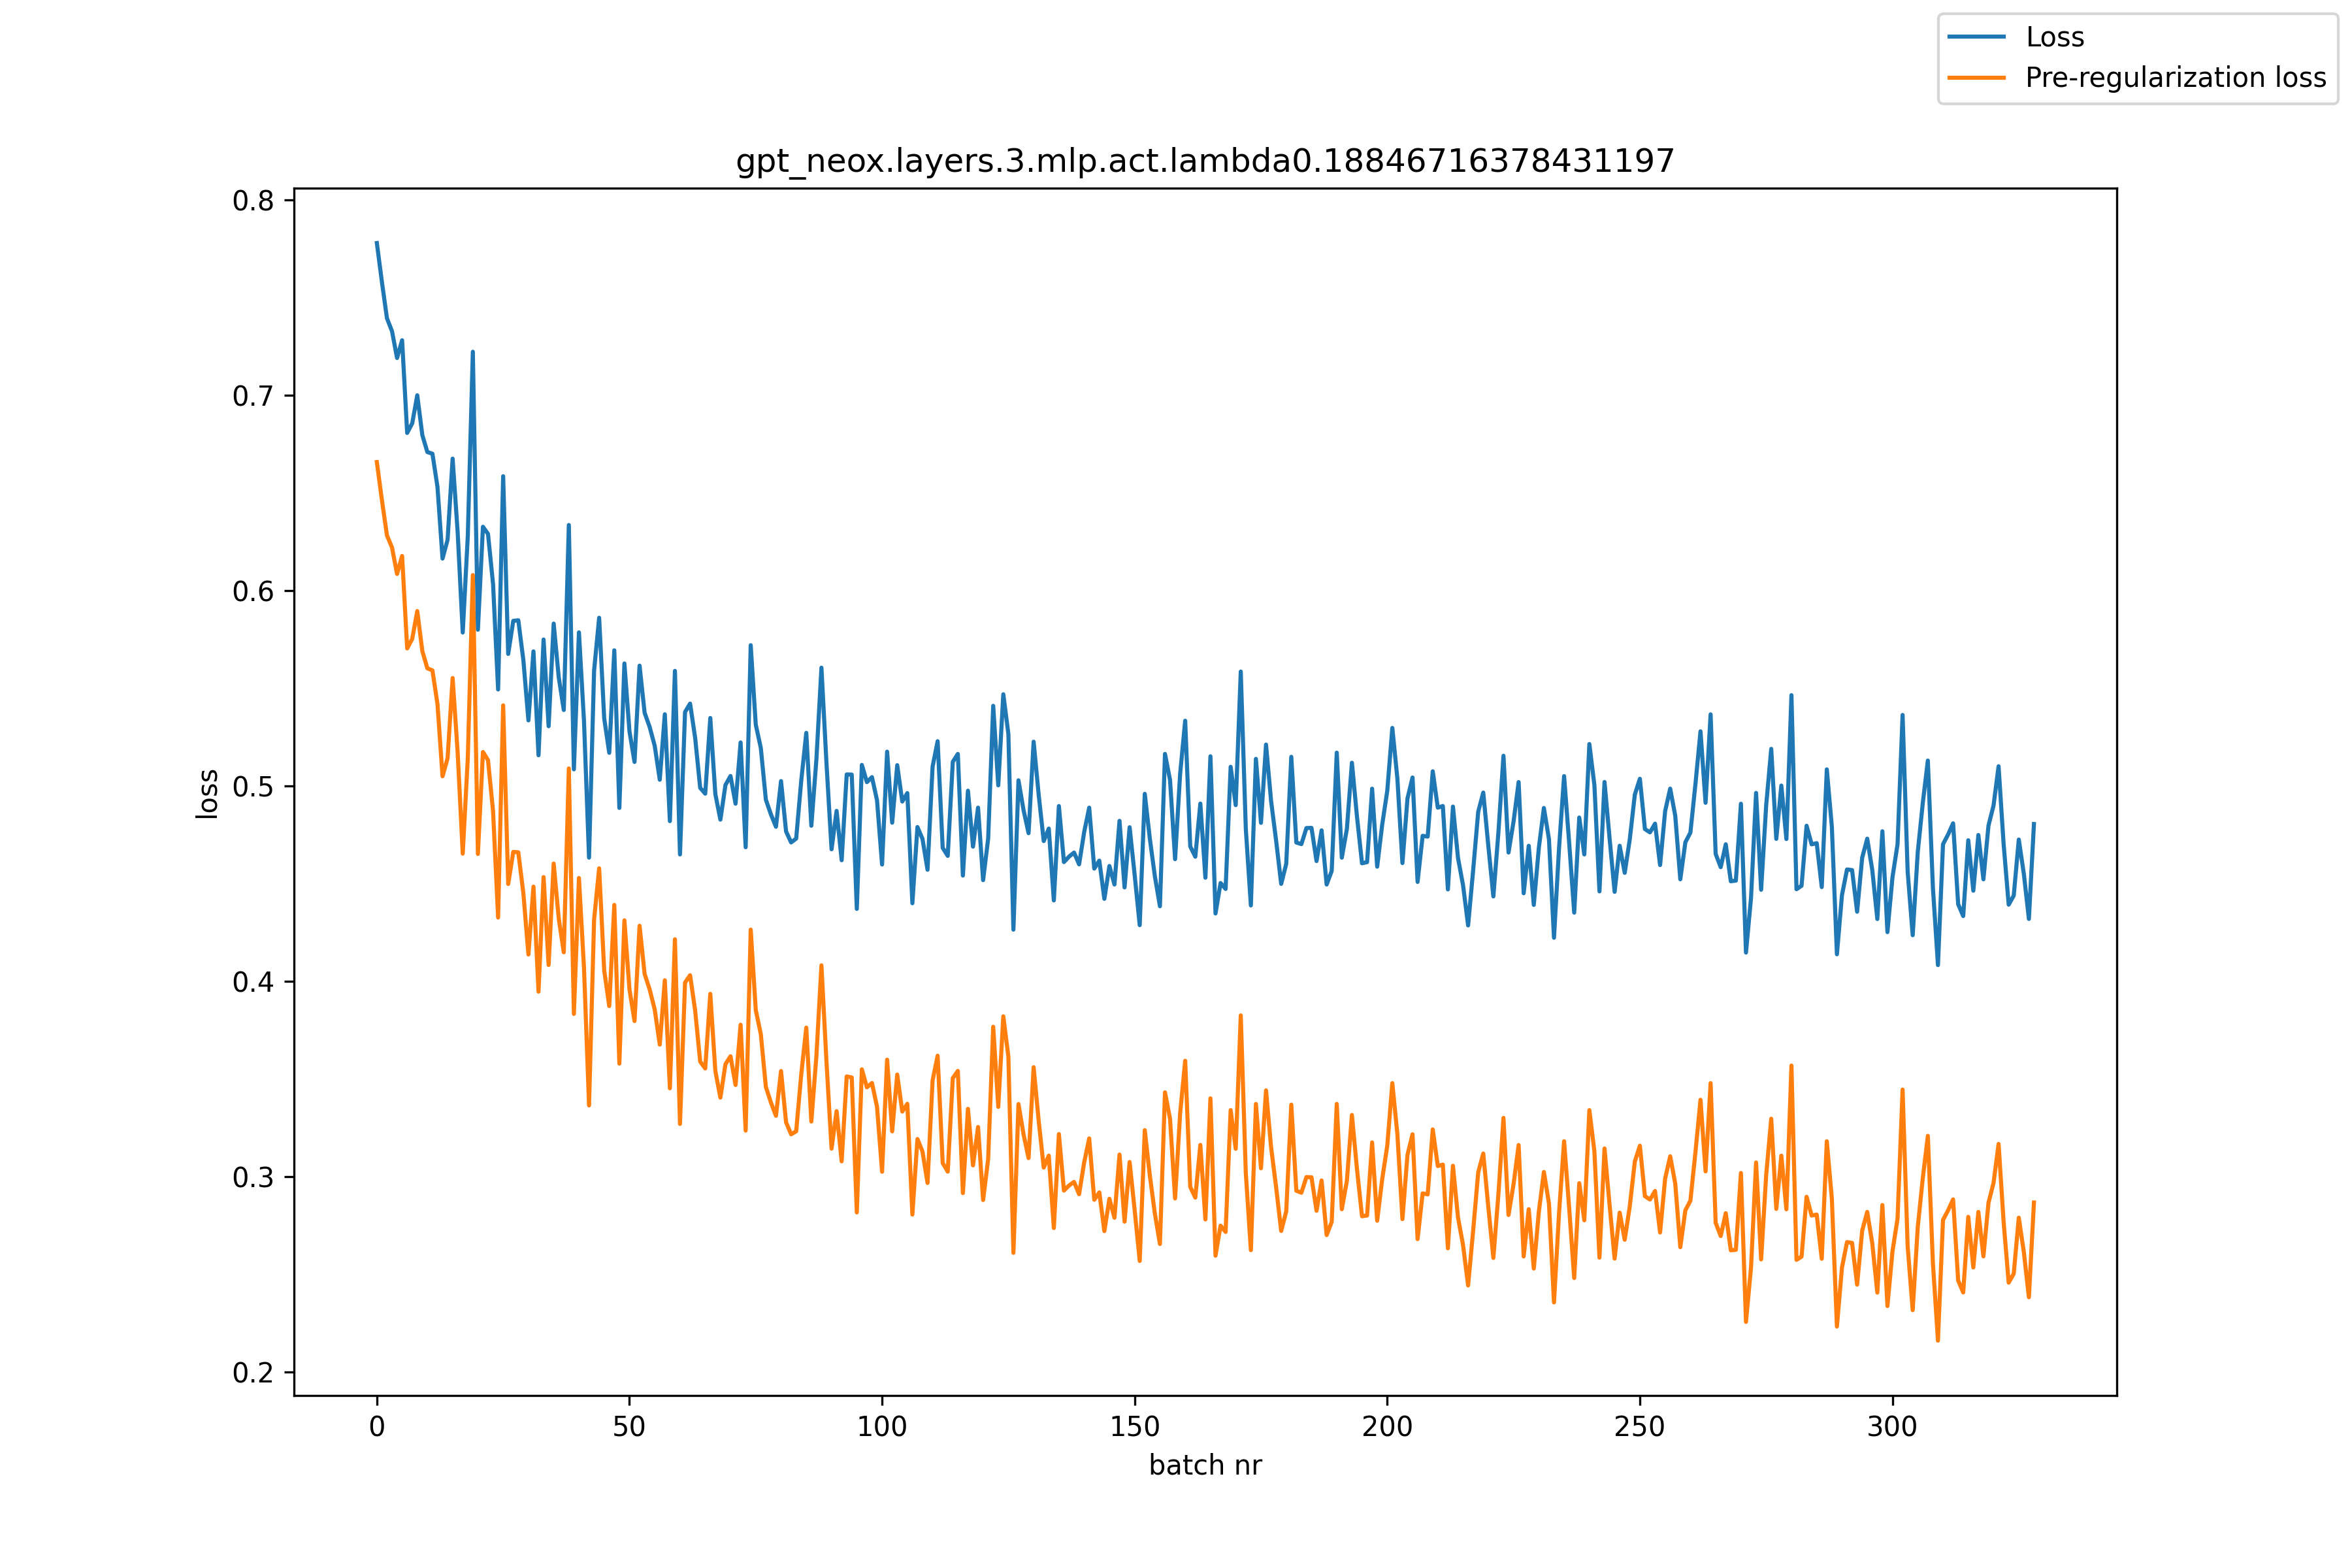 Loss
Pre-regularization loss
gpt_neox.layers.3.mlp.act.lambda0.18846716378431197
0.8
0.7
0.6
0.5
0.4
0.3
0.2
loss
0 50 100 150 200 250 300
batch nr